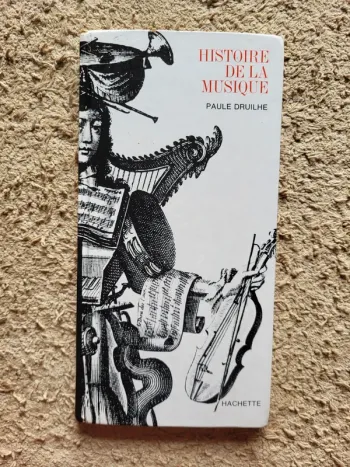 HISTOIRE
DE LA
MUSIQUE
PAULE DRUILHE
HACHETTE